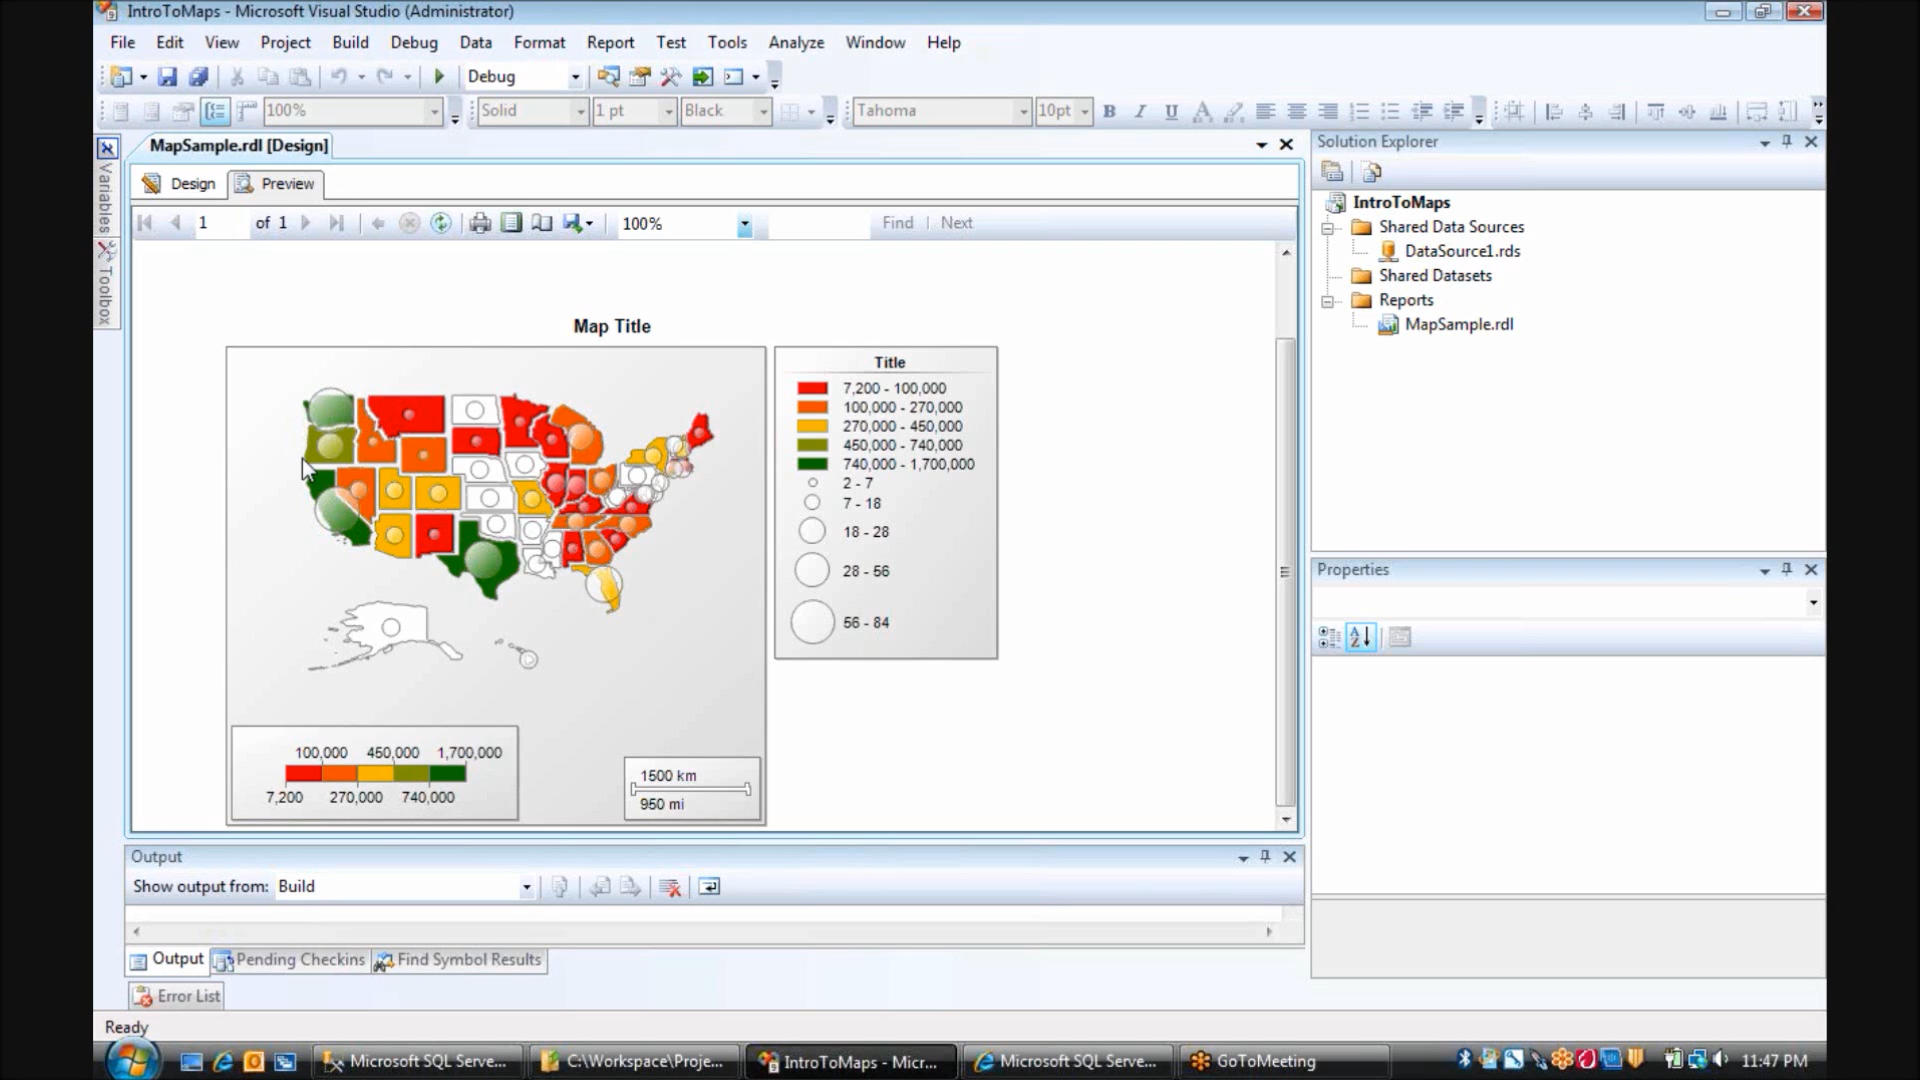 IntroToMaps - Microsoft Visual Studio (Administrator)
File Edit View Project Build Debug Data Format Report Test Tools Analyze Window Help
Debug
100% Solid 1 pt Black Tahoma 10pt B I U A
MapSample.rdl [Design]
Variables
Toolbox
Design Preview
1 of 1 100% Find | Next
Map Title
Title
7,200 - 100,000
100,000 - 270,000
270,000 - 450,000
450,000 - 740,000
740,000 - 1,700,000
2 - 7
7 - 18
18 - 28
28 - 56
56 - 84
100,000 450,000 1,700,000
7,200 270,000 740,000
1500 km
950 mi
Solution Explorer
IntroToMaps
Shared Data Sources
DataSource1.rds
Shared Datasets
Reports
MapSample.rdl
Properties
Output
Show output from: Build
Output Pending Checkins Find Symbol Results
Error List
Ready
Microsoft SQL Serve... C:\Workspace\Proje... IntroToMaps - Micr... Microsoft SQL Serve... GoToMeeting 11:47 PM